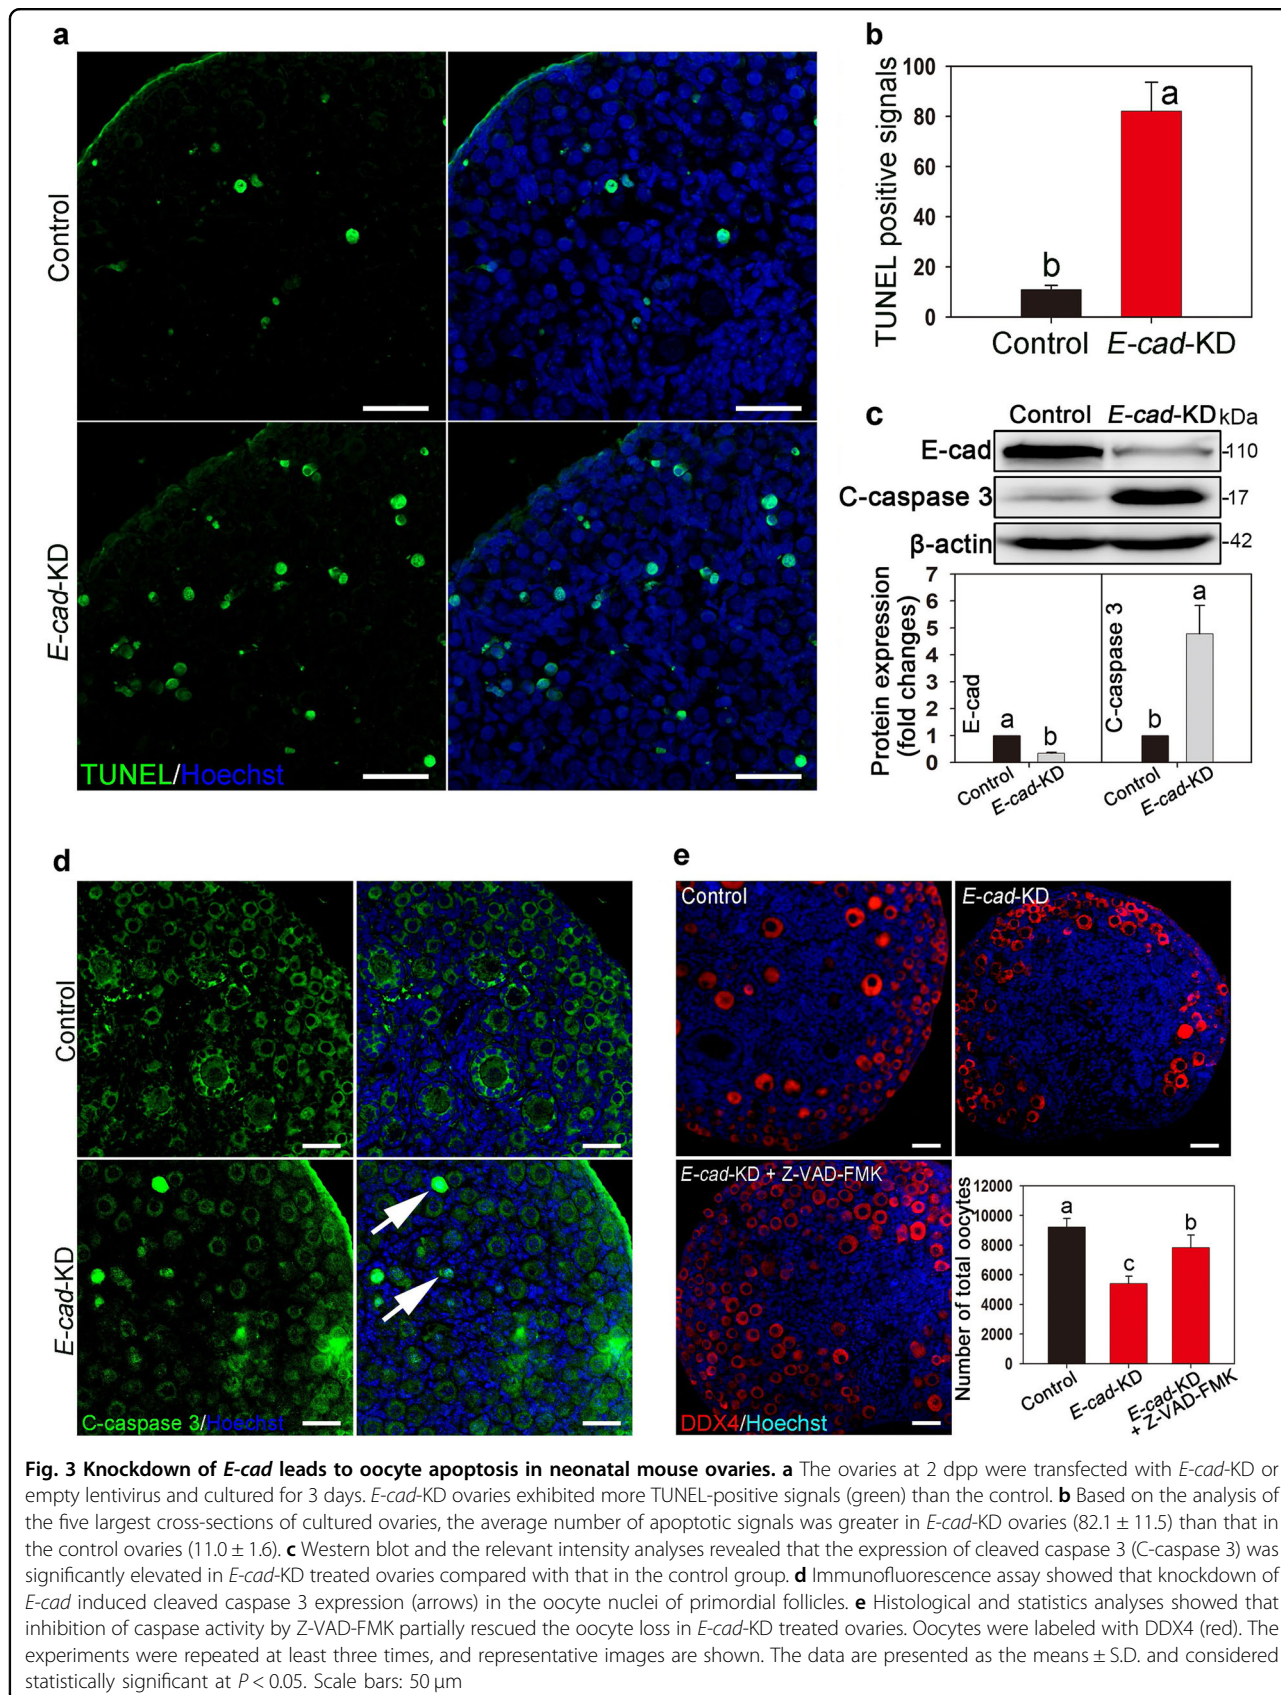 a
Control
E-cad-KD
TUNEL/Hoechst
b
TUNEL positive signals
100
80
60
40
20
0
b
a
Control E-cad-KD
c
Control E-cad-KD kDa
E-cad -110
C-caspase 3 -17
β-actin -42
Protein expression
(fold changes)
7
6
5
4
3
2
1
0
E-cad
a
b
C-caspase 3
b
a
Control
E-cad-KD
Control
E-cad-KD
d
Control
E-cad-KD
C-caspase 3/Hoechst
e
Control
E-cad-KD
E-cad-KD + Z-VAD-FMK
DDX4/Hoechst
Number of total oocytes
12000
10000
8000
6000
4000
2000
0
a
c
b
Control
E-cad-KD
E-cad-KD
+ Z-VAD-FMK
Fig. 3 Knockdown of E-cad leads to oocyte apoptosis in neonatal mouse ovaries. a The ovaries at 2 dpp were transfected with E-cad-KD or
empty lentivirus and cultured for 3 days. E-cad-KD ovaries exhibited more TUNEL-positive signals (green) than the control. b Based on the analysis of
the five largest cross-sections of cultured ovaries, the average number of apoptotic signals was greater in E-cad-KD ovaries (82.1 ± 11.5) than that in
the control ovaries (11.0 ± 1.6). c Western blot and the relevant intensity analyses revealed that the expression of cleaved caspase 3 (C-caspase 3) was
significantly elevated in E-cad-KD treated ovaries compared with that in the control group. d Immunofluorescence assay showed that knockdown of
E-cad induced cleaved caspase 3 expression (arrows) in the oocyte nuclei of primordial follicles. e Histological and statistics analyses showed that
inhibition of caspase activity by Z-VAD-FMK partially rescued the oocyte loss in E-cad-KD treated ovaries. Oocytes were labeled with DDX4 (red). The
experiments were repeated at least three times, and representative images are shown. The data are presented as the means ± S.D. and considered
statistically significant at P < 0.05. Scale bars: 50 μm